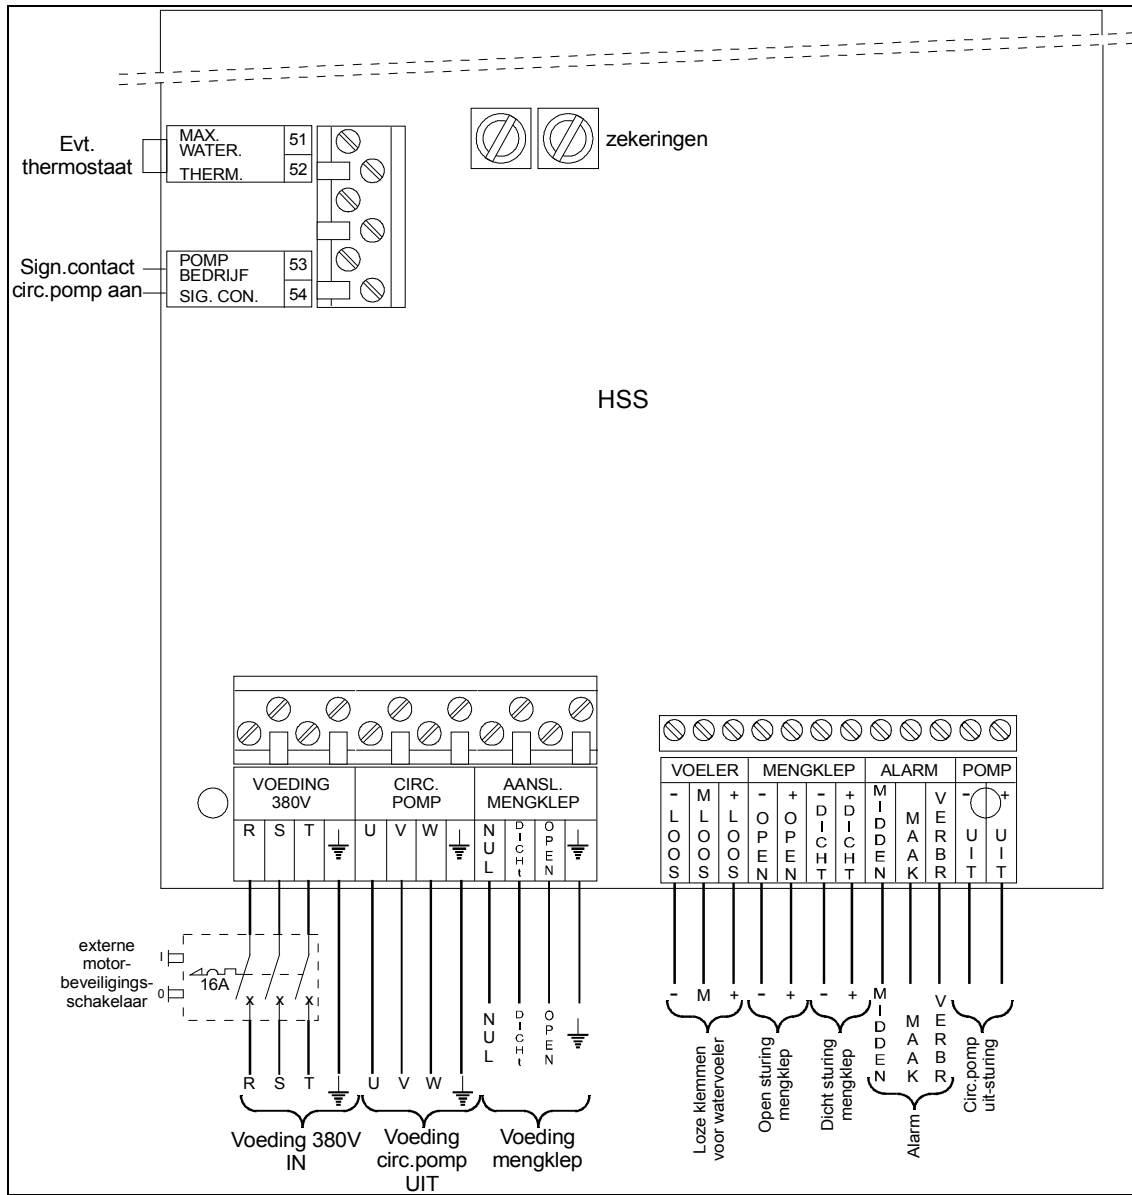 Evt.
thermostaat
MAX.
WATER.
THERM.
51
52
zekeringen
Sign.contact
circ.pomp aan
POMP
BEDRIJF
SIG. CON.
53
54
HSS
VOEDING
380V
CIRC.
POMP
AANSL.
MENGKLEP
R S T U V W NUL DICHt OPEN
VOELER MENGKLEP ALARM POMP
- LOOS M LOOS + LOOS - OPEN + OPEN - DICHT + DICHT MIDDEN MAAK VERBR - UIT + UIT
externe
motor-
beveiligings-
schakelaar
I
0
16A
x x x
R S T U V W NUL DICHt OPEN
- M + - + - + MIDDEN MAAK VERBR
Voeding 380V
IN
Voeding
circ.pomp
UIT
Voeding
mengklep
Loze klemmen
voor watervoeler
Open sturing
mengklep
Dicht sturing
mengklep
Alarm
Circ.pomp
uit-sturing